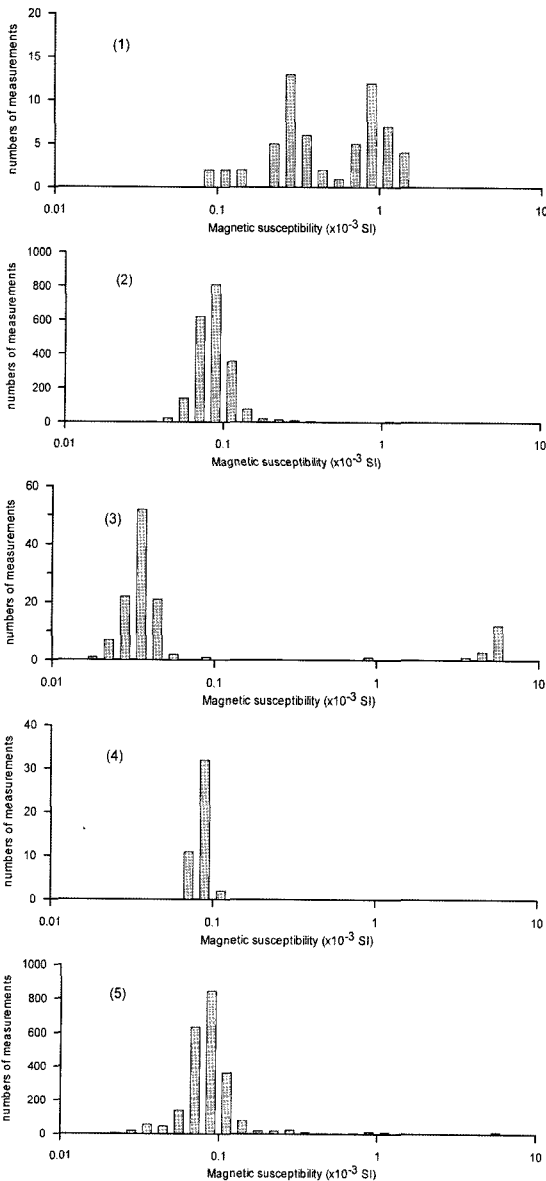 20
(1)
15
10
5
0
numbers of measurements
0.01 0.1 1 10
Magnetic susceptibility (x10-3 SI)
1000
(2)
800
600
400
200
0
numbers of measurements
0.01 0.1 1 10
Magnetic susceptibility (x10-3 SI)
60
(3)
40
20
0
numbers of measurements
0.01 0.1 1 10
Magnetic susceptibility (x10-3 SI)
40
(4)
30
20
10
0
numbers of measurements
0.01 0.1 1 10
Magnetic susceptibility (x10-3 SI)
1000
(5)
800
600
400
200
0
numbers of measurements
0.01 0.1 1 10
Magnetic susceptibility (x10-3 SI)